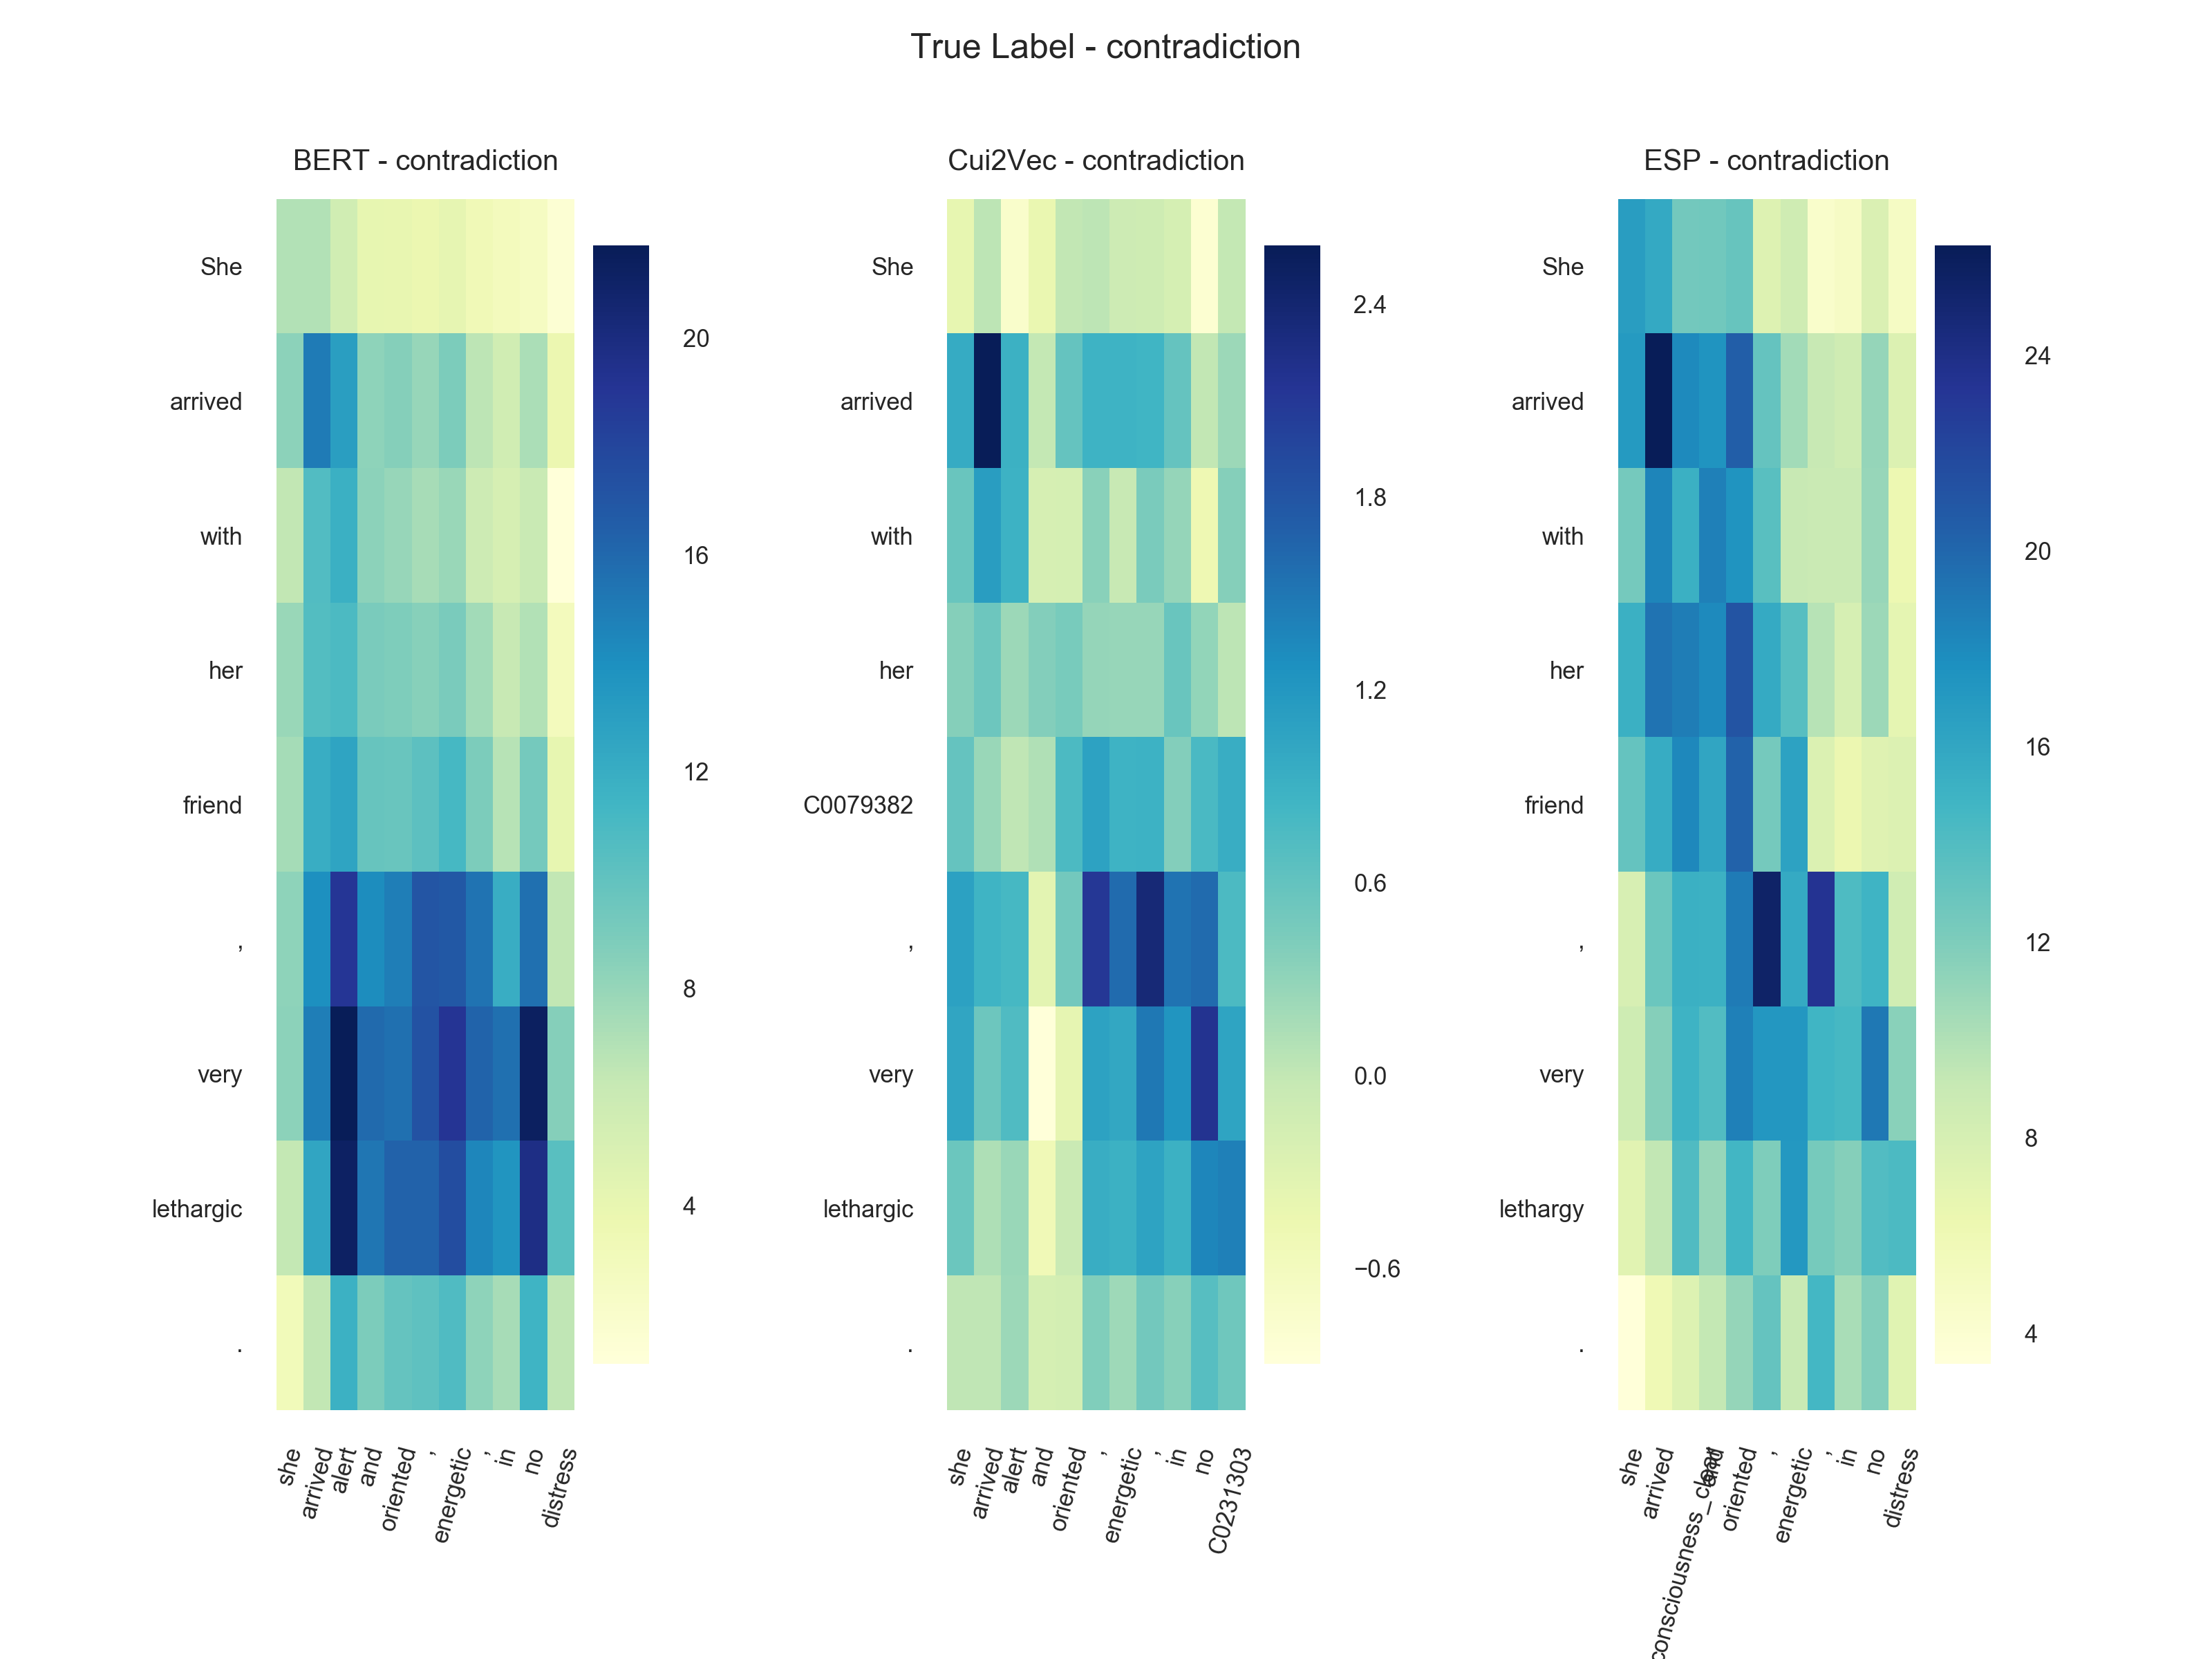 True Label - contradiction
BERT - contradiction
She
arrived
with
her
friend
,
very
lethargic
.
she
arrived
alert
and
oriented
,
energetic
,
in
no
distress
20
16
12
8
4
Cui2Vec - contradiction
She
arrived
with
her
C0079382
,
very
lethargic
.
she
arrived
alert
and
oriented
,
energetic
,
in
no
C0231303
2.4
1.8
1.2
0.6
0.0
−0.6
ESP - contradiction
She
arrived
with
her
friend
,
very
lethargy
.
she
arrived
consciousness_clear
and
oriented
,
energetic
,
in
no
distress
24
20
16
12
8
4